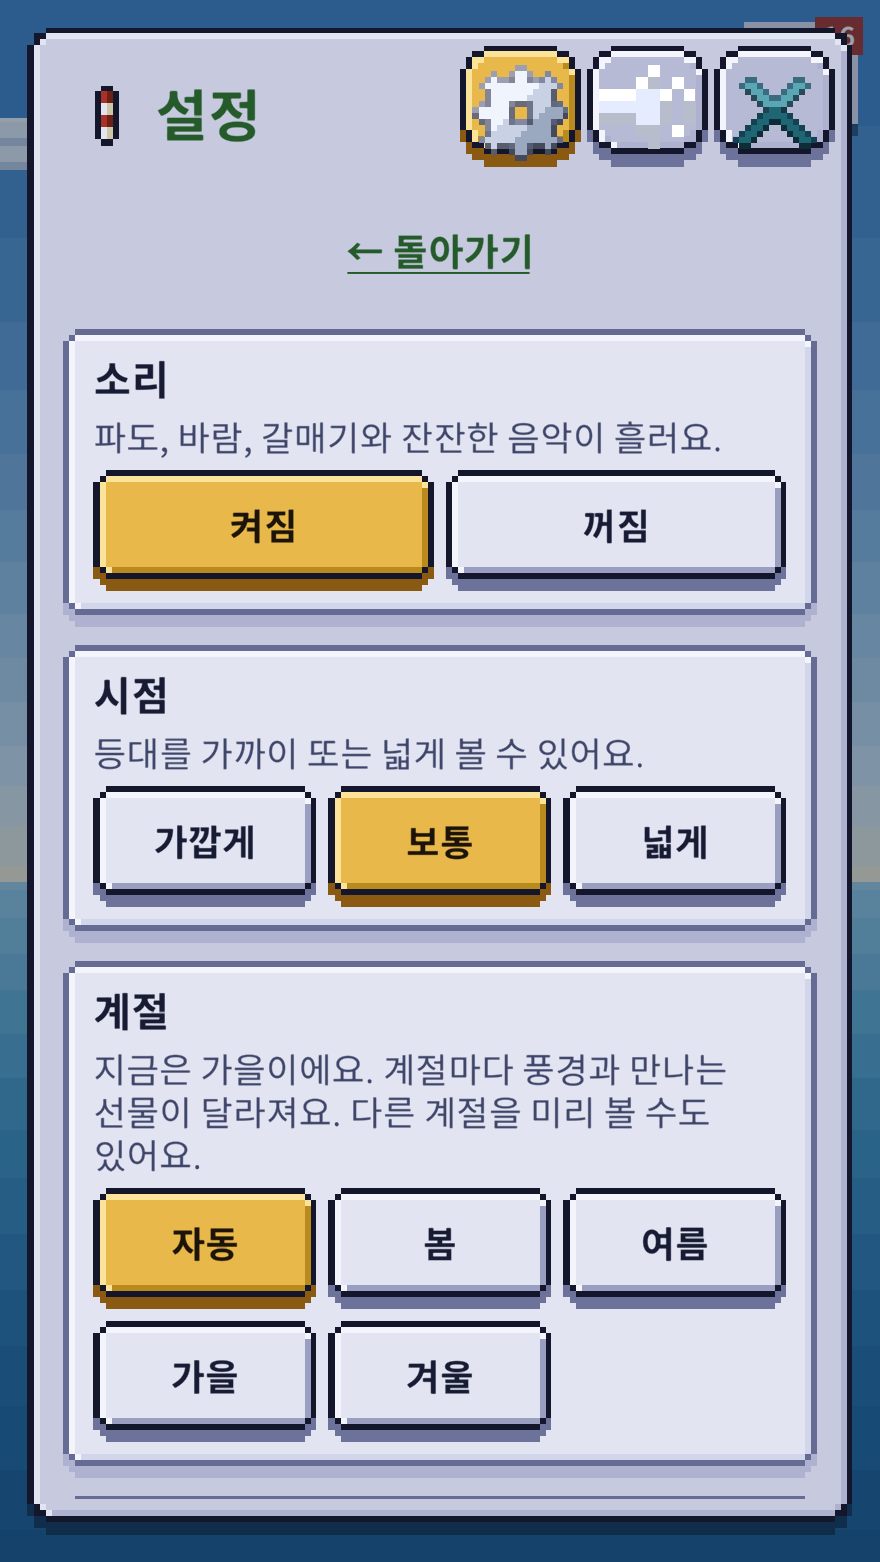 설정
← 돌아가기
소리
파도, 바람, 갈매기와 잔잔한 음악이 흘러요.
켜짐
꺼짐
시점
등대를 가까이 또는 넓게 볼 수 있어요.
가깝게
보통
넓게
계절
지금은 가을이에요. 계절마다 풍경과 만나는
선물이 달라져요. 다른 계절을 미리 볼 수도
있어요.
자동
봄
여름
가을
겨울